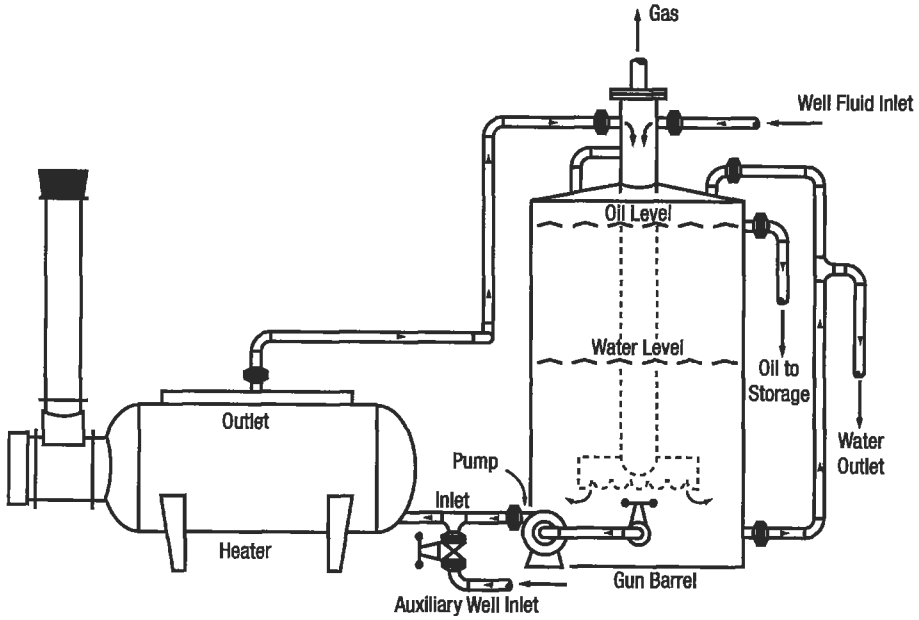 Gas
Well Fluid Inlet
Oil Level
Water Level
Oil to
Storage
Outlet
Water
Outlet
Pump
Inlet
Heater
Gun Barrel
Auxiliary Well Inlet